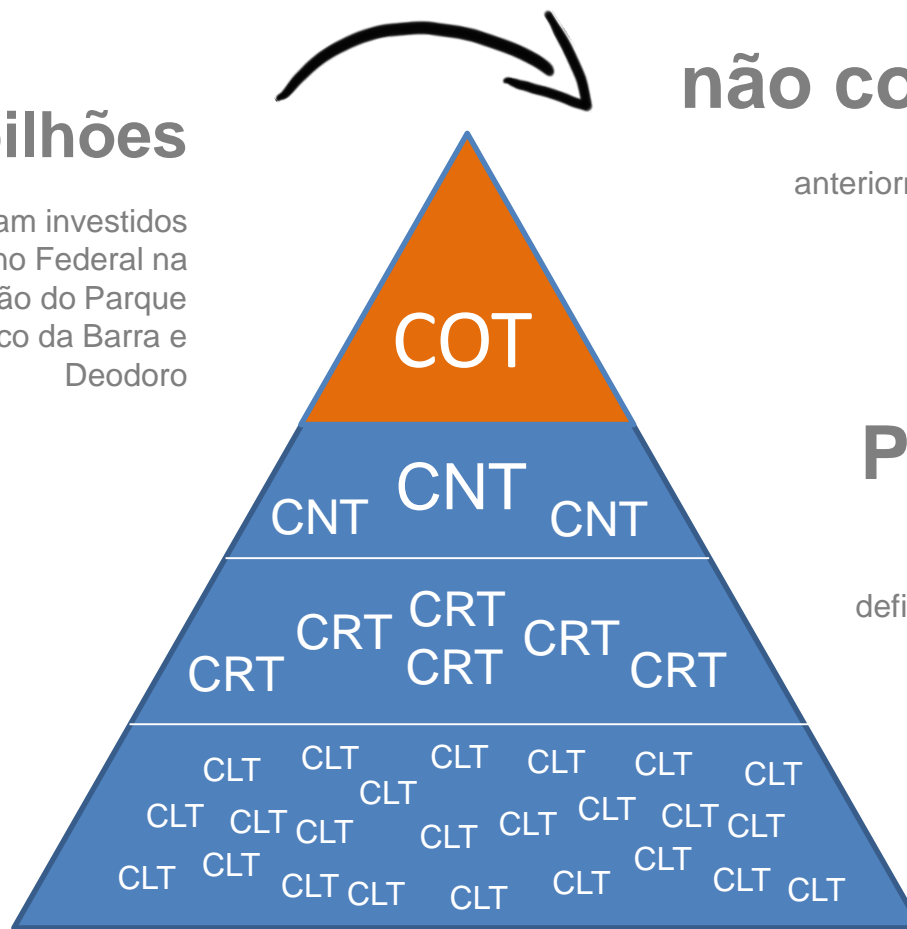 ilhões
am investidos
no Federal na
ão do Parque
co da Barra e
Deodoro
não co
anterior
P
defi
COT
CNT CNT CNT
CRT CRT CRT CRT CRT CRT
CLT CLT CLT CLT CLT CLT
CLT
CLT CLT CLT CLT CLT CLT CLT CLT
CLT CLT CLT CLT CLT CLT CLT CLT CLT